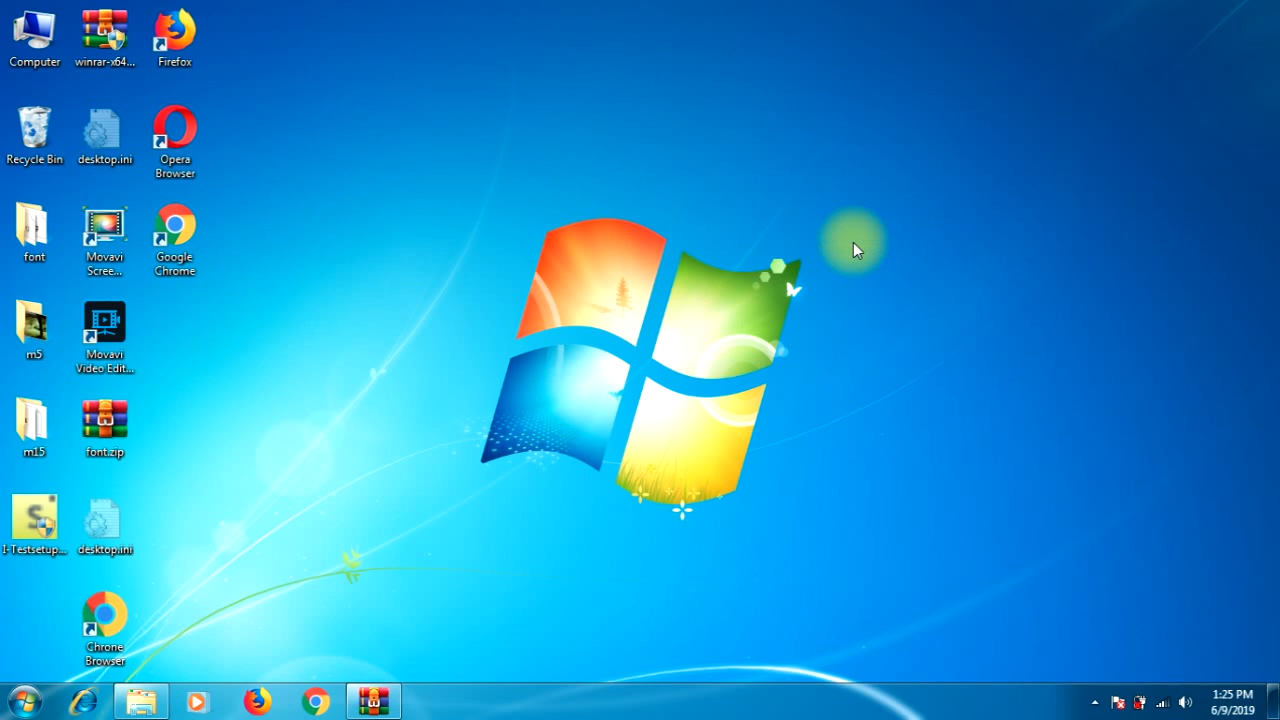 Computer
winrar-x64...
Firefox
Recycle Bin
desktop.ini
Opera
Browser
font
Movavi
Scree...
Google
Chrome
m5
Movavi
Video Edit...
m15
font.zip
I-Testsetup...
desktop.ini
Chrone
Browser
1:25 PM
6/9/2019